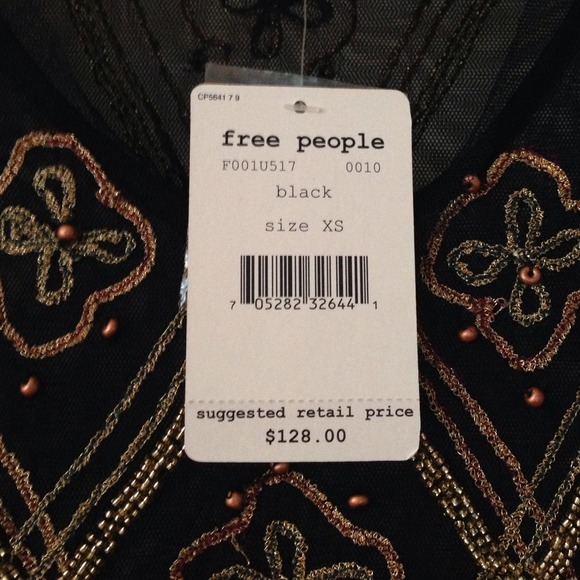 CP5641 7 9
free people
F001U517 0010
black
size XS
7 05282 32644 1
suggested retail price
$128.00